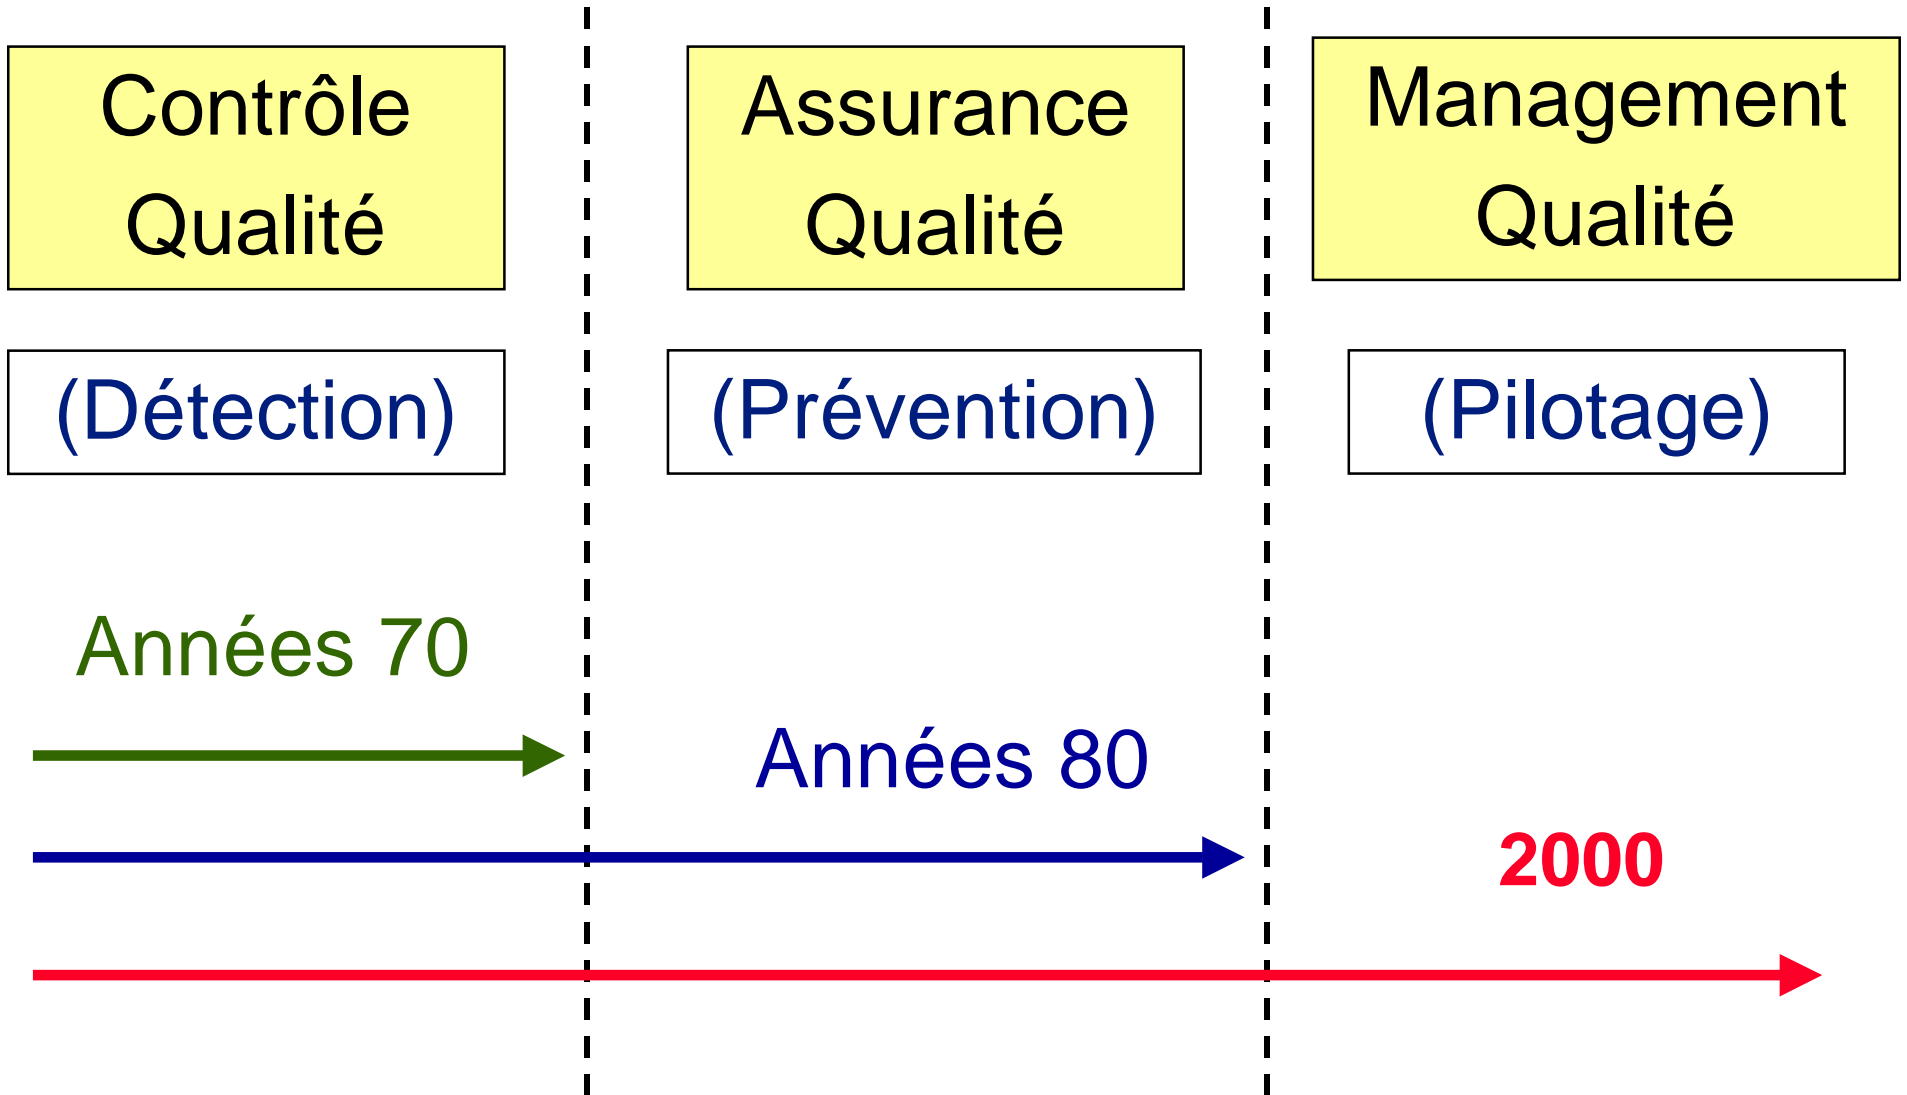 Contrôle
Qualité
Assurance
Qualité
Management
Qualité
(Détection)
(Prévention)
(Pilotage)
Années 70
Années 80
2000